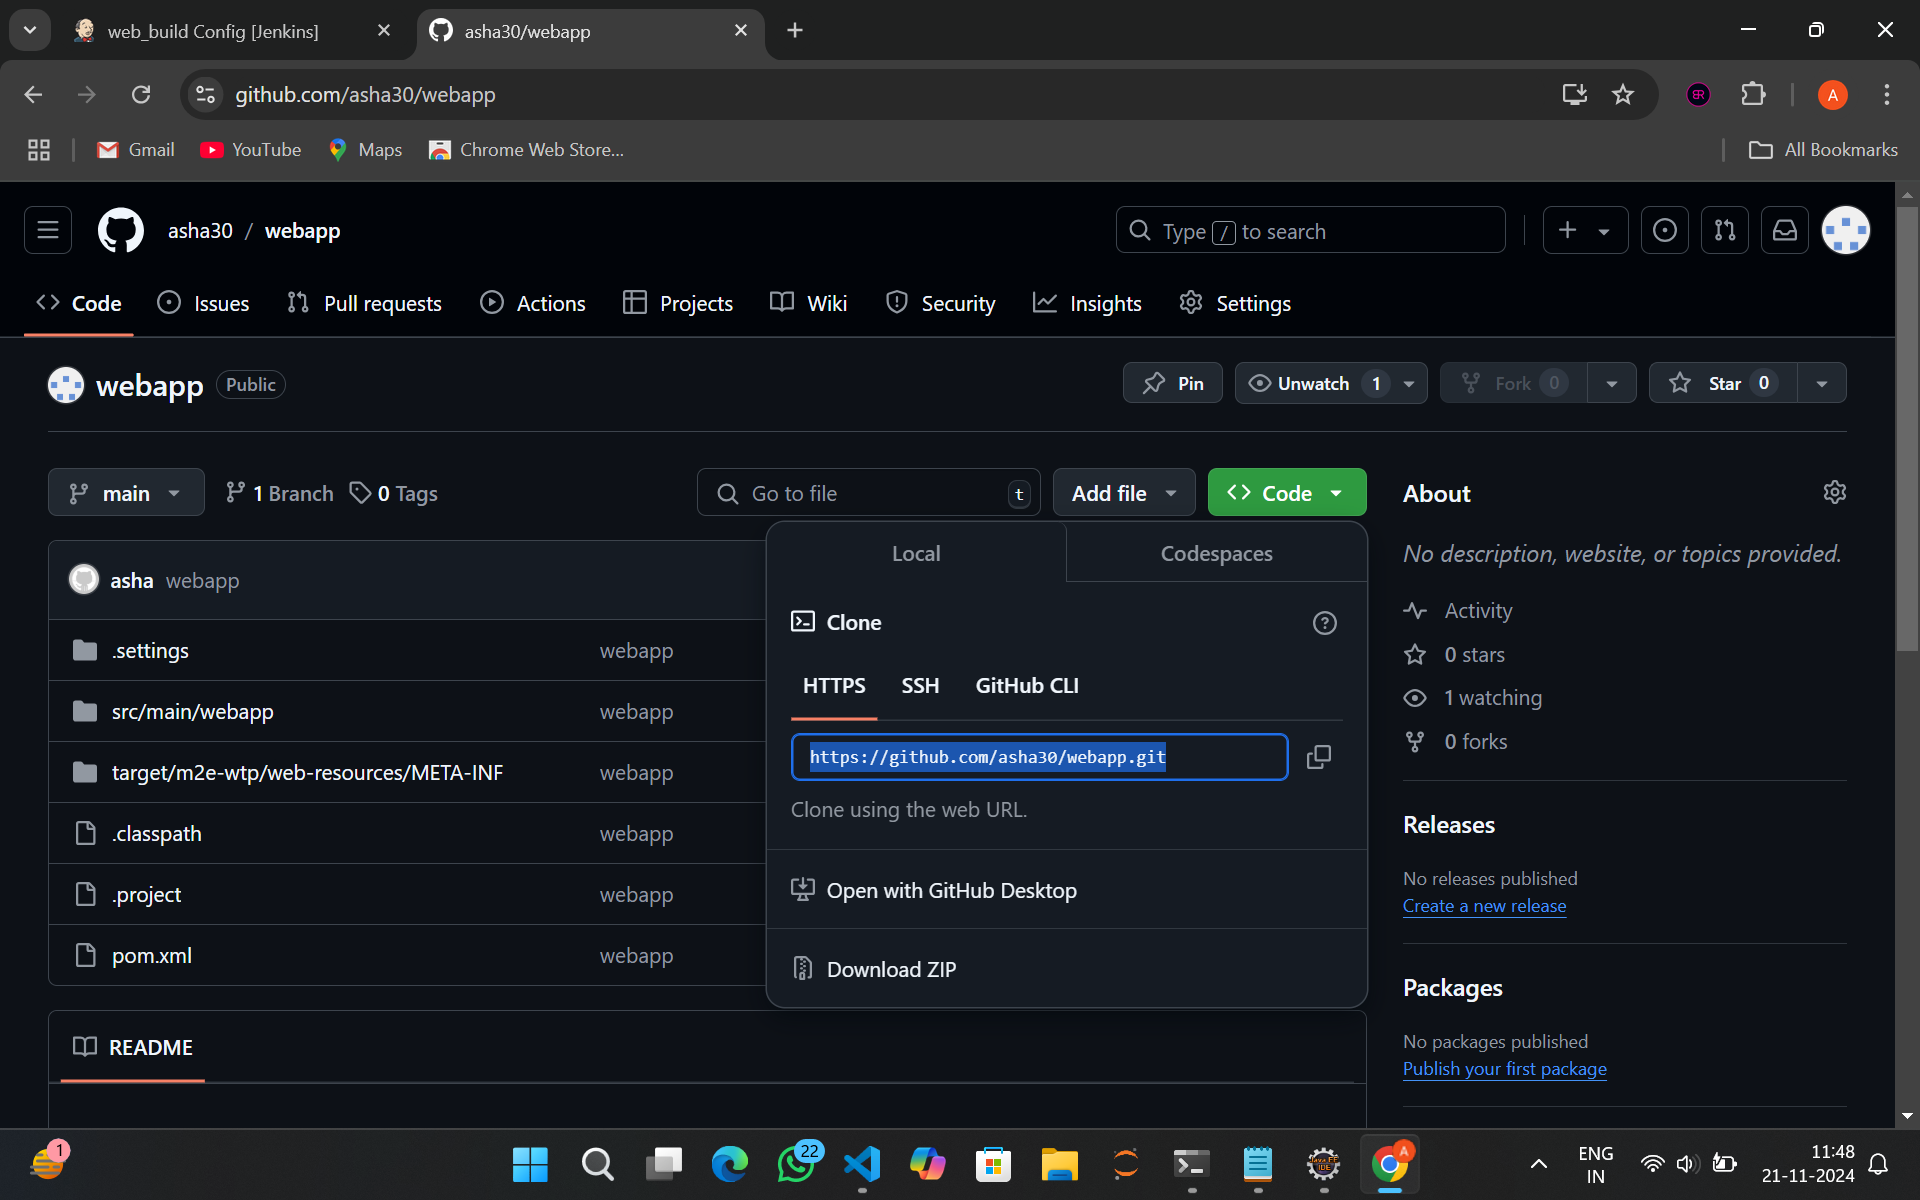 web_build Config [Jenkins]
asha30/webapp
github.com/asha30/webapp
A
Gmail
YouTube
Maps
Chrome Web Store...
All Bookmarks
asha30 / webapp
Type / to search
Code
Issues
Pull requests
Actions
Projects
Wiki
Security
Insights
Settings
webapp Public
Pin
Unwatch 1
Fork 0
Star 0
main
1 Branch
0 Tags
Go to file t
Add file
Code
About
No description, website, or topics provided.
Local
Codespaces
asha webapp
Clone
Activity
.settings webapp
0 stars
HTTPS
SSH
GitHub CLI
1 watching
src/main/webapp webapp
0 forks
https://github.com/asha30/webapp.git
target/m2e-wtp/web-resources/META-INF webapp
Clone using the web URL.
.classpath webapp
Releases
No releases published
Create a new release
.project webapp
Open with GitHub Desktop
pom.xml webapp
Download ZIP
Packages
No packages published
Publish your first package
README
1
22
A
ENG
IN
11:48
21-11-2024